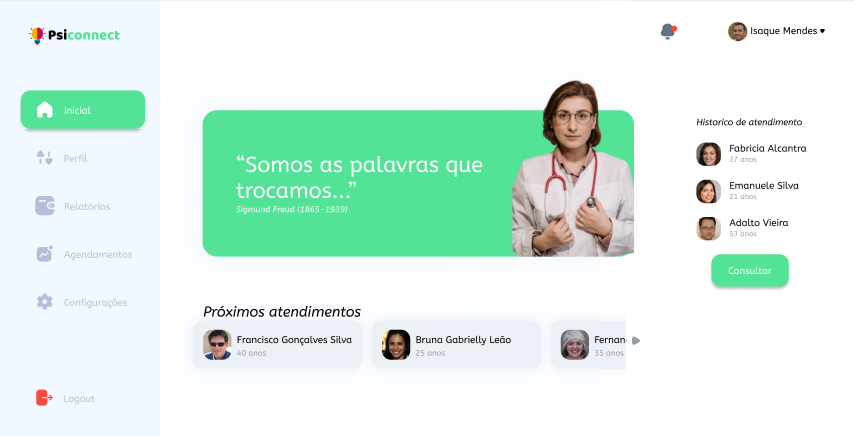 Psiconnect
Inicial
Perfil
Relatórios
Agendamentos
Configurações
Logout
Isaque Mendes
“Somos as palavras que
trocamos...”
Sigmund Freud (1865-1939)
Próximos atendimentos
Francisco Gonçalves Silva
40 anos
Bruna Gabrielly Leão
25 anos
Fernan
35 anos
Historico de atendimento
Fabricia Alcantra
27 anos
Emanuele Silva
21 anos
Adalto Vieira
53 anos
Consultar